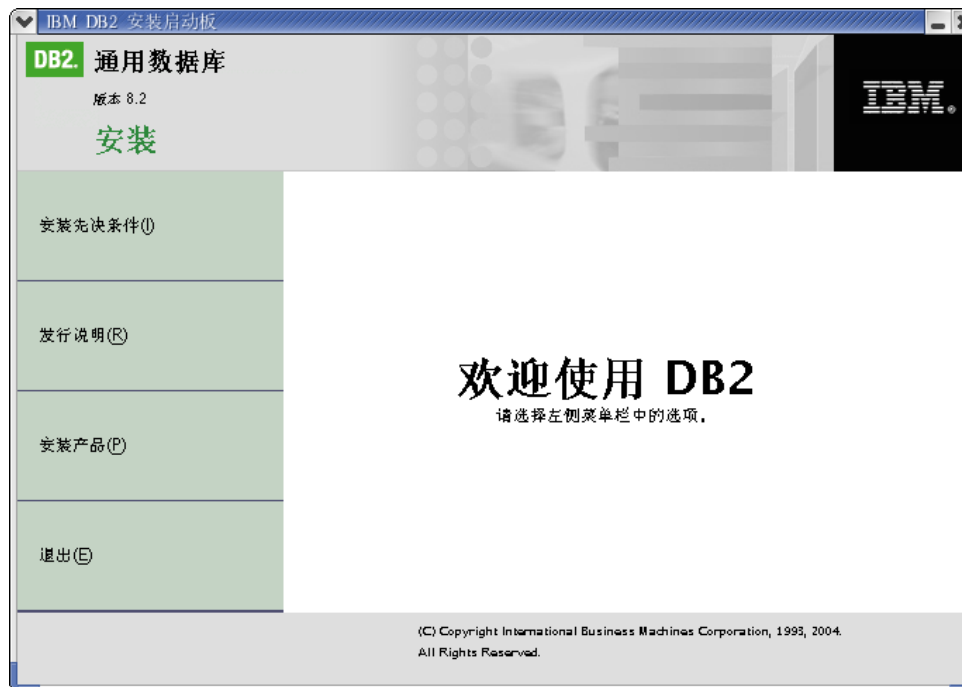 IBM DB2 安装启动板
DB2. 通用数据库
版本 8.2
安装
IBM.
安装先决条件(I)
发行说明(R)
安装产品(P)
退出(E)
欢迎使用 DB2
请选择左侧菜单栏中的选项。
(C) Copyright International Business Machines Corporation, 1993, 2004.
All Rights Reserved.